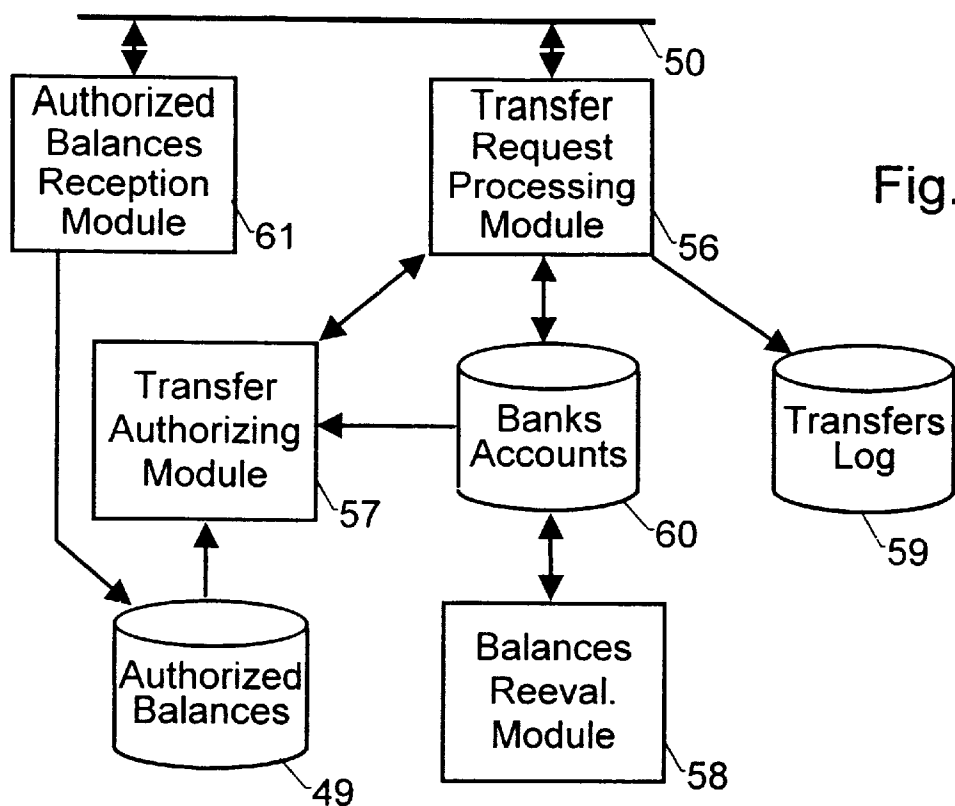 50
Authorized
Balances
Reception
Module
61
Transfer
Request
Processing
Module
56
Fig.
Transfer
Authorizing
Module
57
Banks
Accounts
60
Transfers
Log
59
Authorized
Balances
49
Balances
Reeval.
Module
58